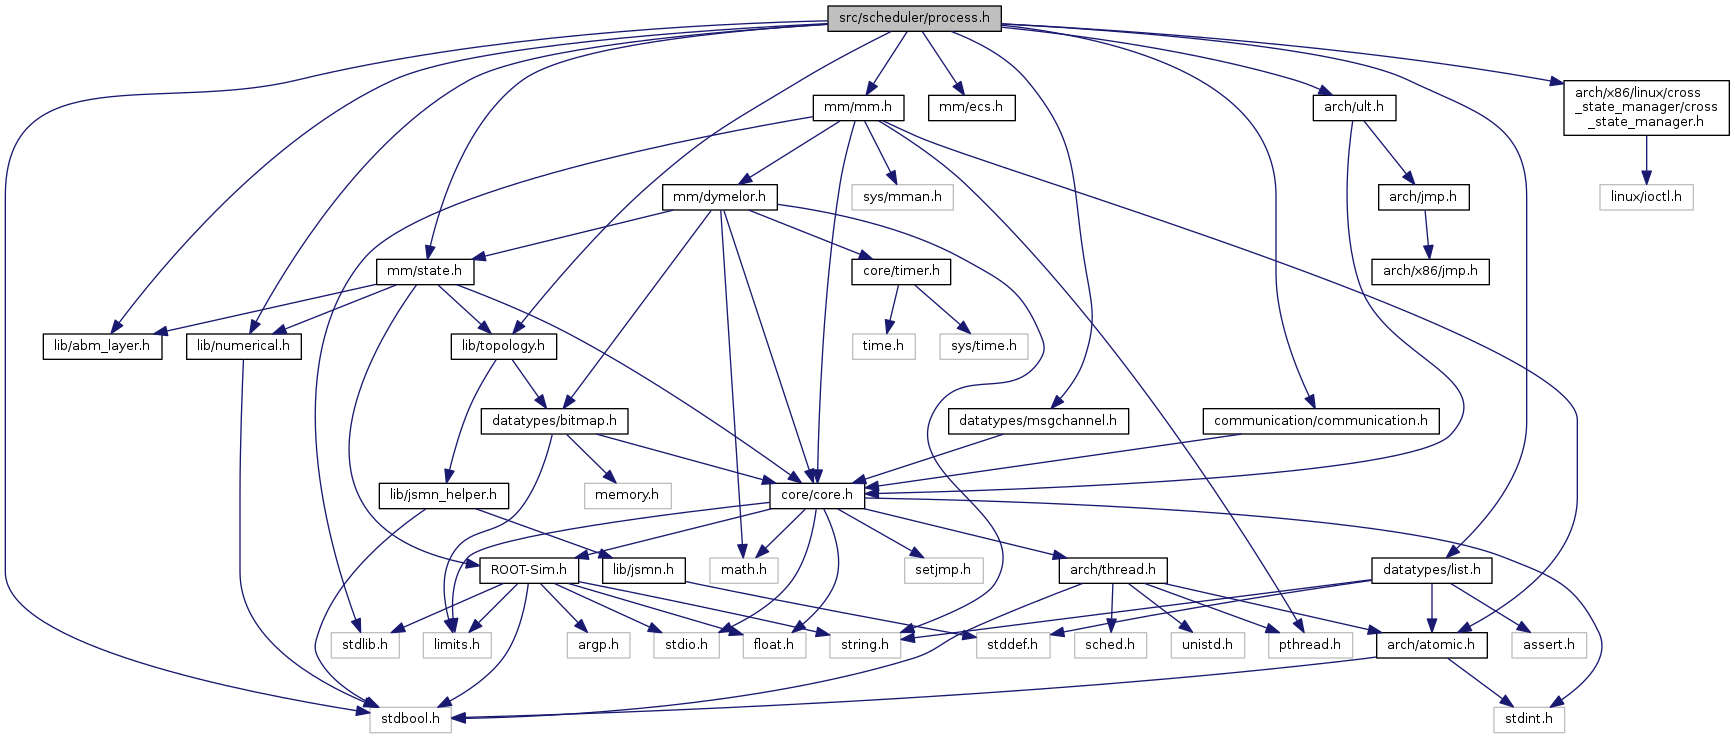 src/scheduler/process.h
arch/x86/linux/cross
_state_manager/cross
_state_manager.h
mm/mm.h
mm/ecs.h
arch/ult.h
mm/dymelor.h
sys/mman.h
arch/jmp.h
linux/ioctl.h
mm/state.h
core/timer.h
arch/x86/jmp.h
lib/abm_layer.h
lib/numerical.h
lib/topology.h
time.h
sys/time.h
datatypes/bitmap.h
datatypes/msgchannel.h
communication/communication.h
lib/jsmn_helper.h
memory.h
core/core.h
ROOT-Sim.h
lib/jsmn.h
math.h
setjmp.h
arch/thread.h
datatypes/list.h
stdlib.h
limits.h
argp.h
stdio.h
float.h
string.h
stddef.h
sched.h
unistd.h
pthread.h
arch/atomic.h
assert.h
stdbool.h
stdint.h